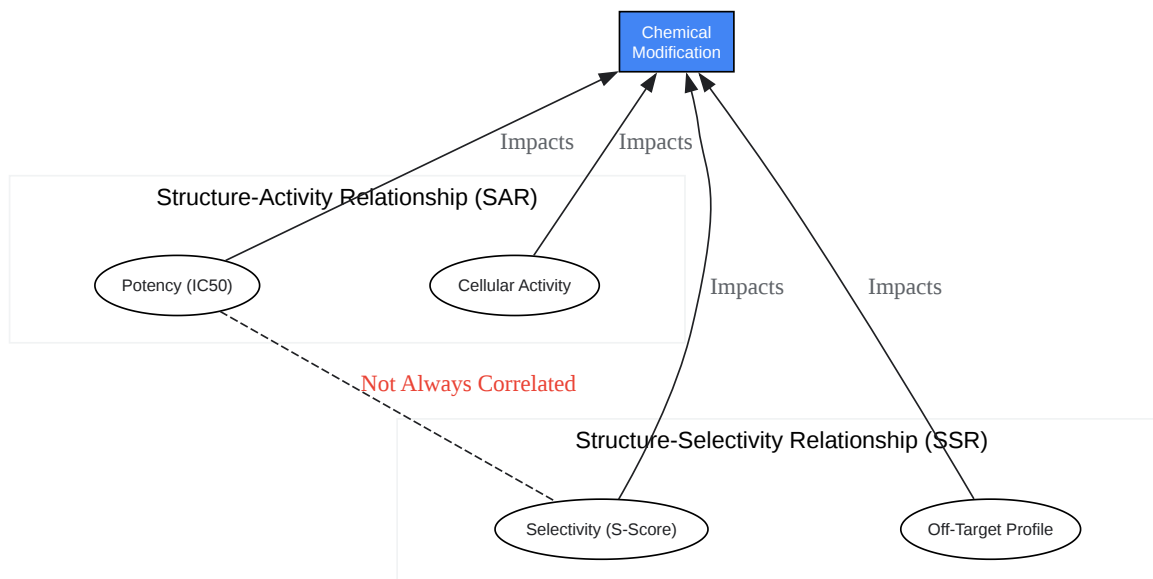 Chemical
Modification
Impacts
Impacts
Structure-Activity Relationship (SAR)
Potency (IC50)
Cellular Activity
Impacts
Impacts
Not Always Correlated
Structure-Selectivity Relationship (SSR)
Selectivity (S-Score)
Off-Target Profile